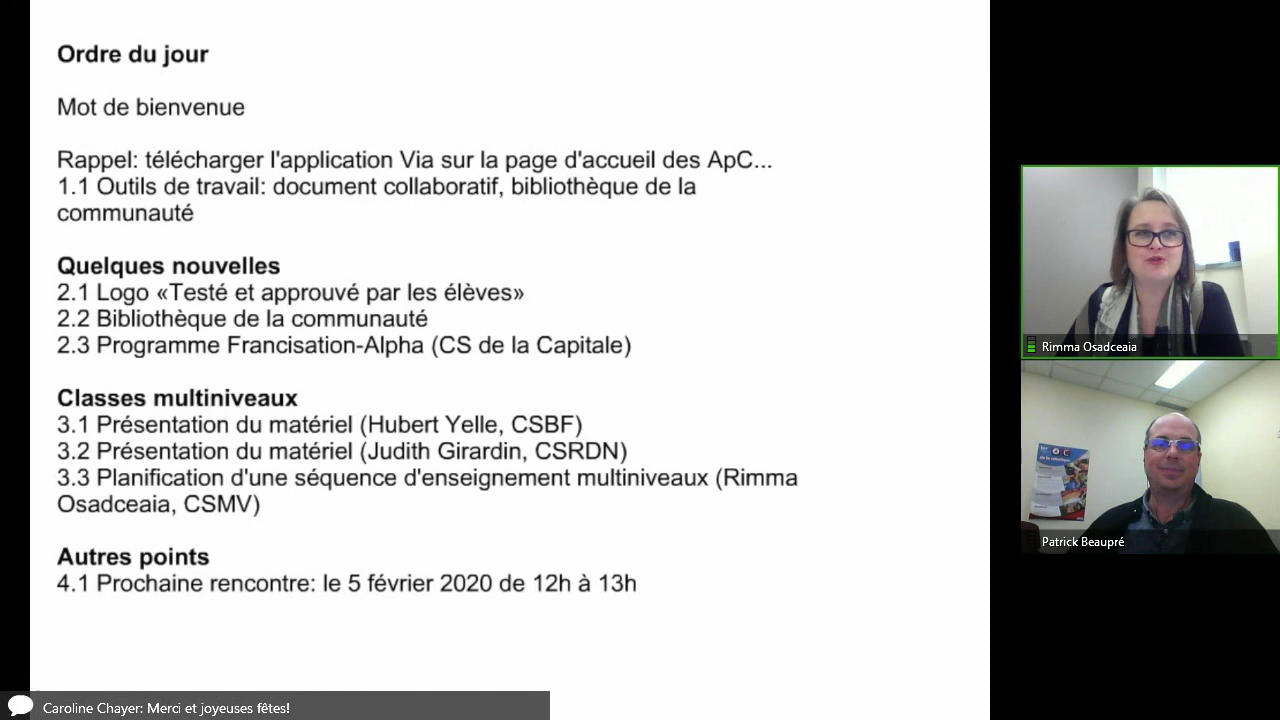 Ordre du jour
Mot de bienvenue
Rappel: télécharger l'application Via sur la page d'accueil des ApC...
1.1 Outils de travail: document collaboratif, bibliothèque de la
communauté
Quelques nouvelles
2.1 Logo «Testé et approuvé par les élèves»
2.2 Bibliothèque de la communauté
2.3 Programme Francisation-Alpha (CS de la Capitale)
Classes multiniveaux
3.1 Présentation du matériel (Hubert Yelle, CSBF)
3.2 Présentation du matériel (Judith Girardin, CSRDN)
3.3 Planification d'une séquence d'enseignement multiniveaux (Rimma
Osadceaia, CSMV)
Autres points
4.1 Prochaine rencontre: le 5 février 2020 de 12h à 13h
Rimma Osadceaia
Patrick Beaupré
Caroline Chayer: Merci et joyeuses fêtes!